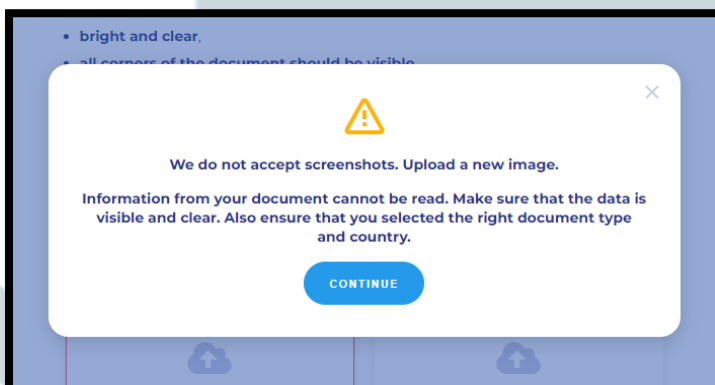 bright and clear,
all corners of the document should be visible
We do not accept screenshots. Upload a new image.
Information from your document cannot be read. Make sure that the data is
visible and clear. Also ensure that you selected the right document type
and country.
CONTINUE